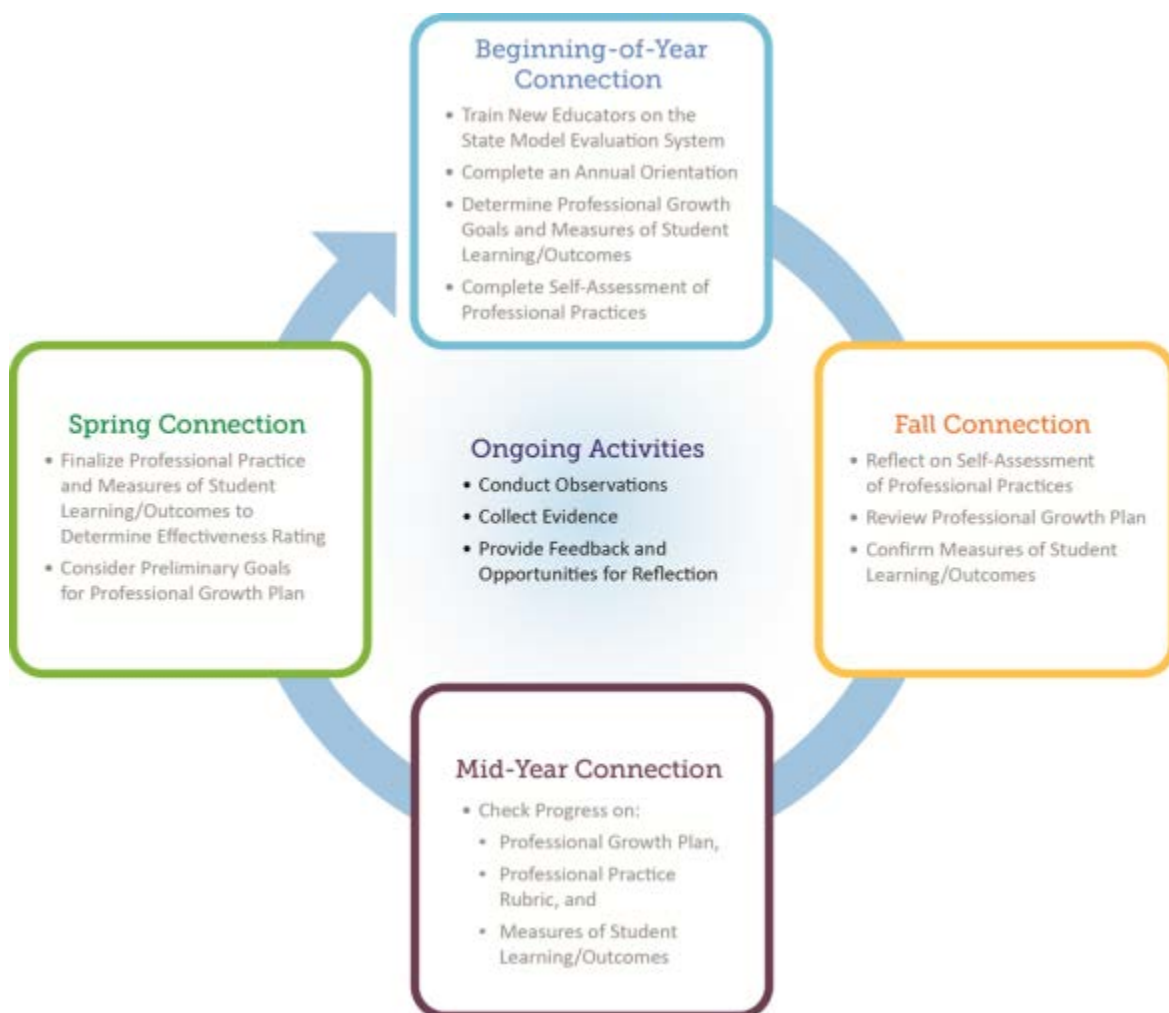 Beginning-of-Year
Connection
• Train New Educators on the
State Model Evaluation System
• Complete an Annual Orientation
• Determine Professional Growth
Goals and Measures of Student
Learning/Outcomes
• Complete Self-Assessment of
Professional Practices
Fall Connection
• Reflect on Self-Assessment
of Professional Practices
• Review Professional Growth Plan
• Confirm Measures of Student
Learning/Outcomes
Mid-Year Connection
• Check Progress on:
• Professional Growth Plan,
• Professional Practice
Rubric, and
• Measures of Student
Learning/Outcomes
Spring Connection
• Finalize Professional Practice
and Measures of Student
Learning/Outcomes to
Determine Effectiveness Rating
• Consider Preliminary Goals
for Professional Growth Plan
Ongoing Activities
• Conduct Observations
• Collect Evidence
• Provide Feedback and
Opportunities for Reflection